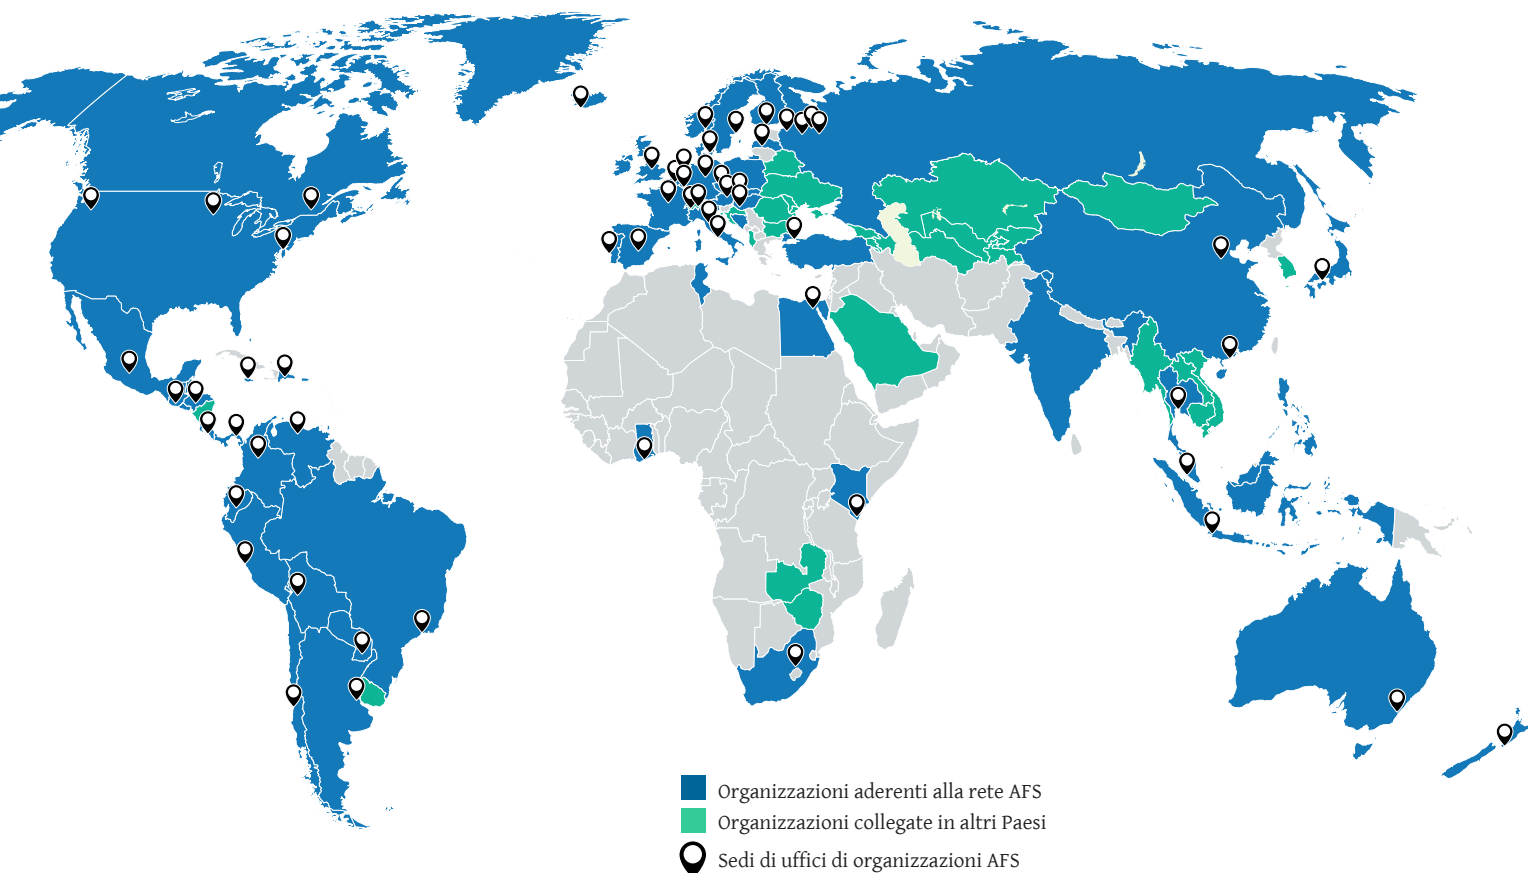 Organizzazioni aderenti alla rete AFS
Organizzazioni collegate in altri Paesi
Sedi di uffici di organizzazioni AFS